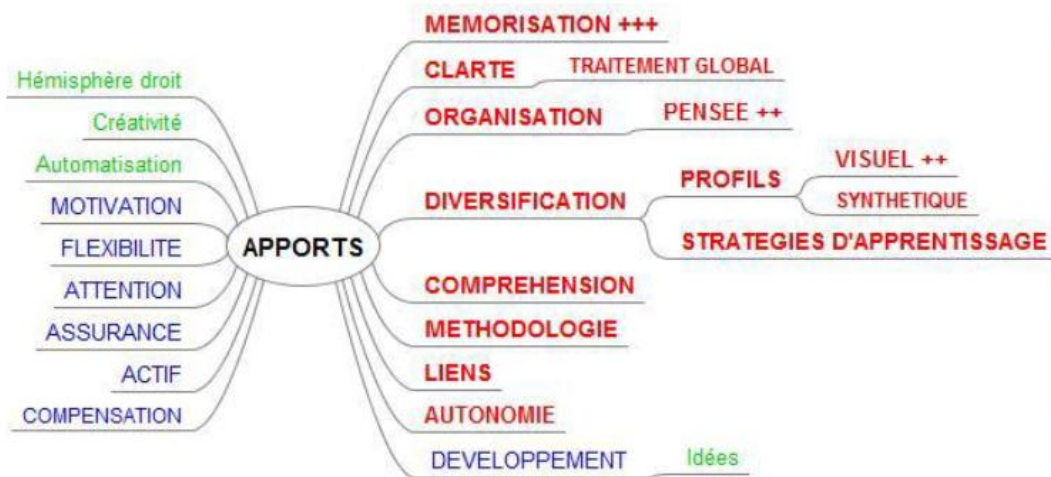 Hémisphère droit
Créativité
Automatisation
MOTIVATION
FLEXIBILITE
ATTENTION
ASSURANCE
ACTIF
COMPENSATION
APPORTS
MEMORISATION +++
CLARTE TRAITEMENT GLOBAL
ORGANISATION PENSEE ++
DIVERSIFICATION PROFILS VISUEL ++
SYNTHETIQUE
STRATEGIES D'APPRENTISSAGE
COMPREHENSION
METHODOLOGIE
LIENS
AUTONOMIE
DEVELOPPEMENT Idées